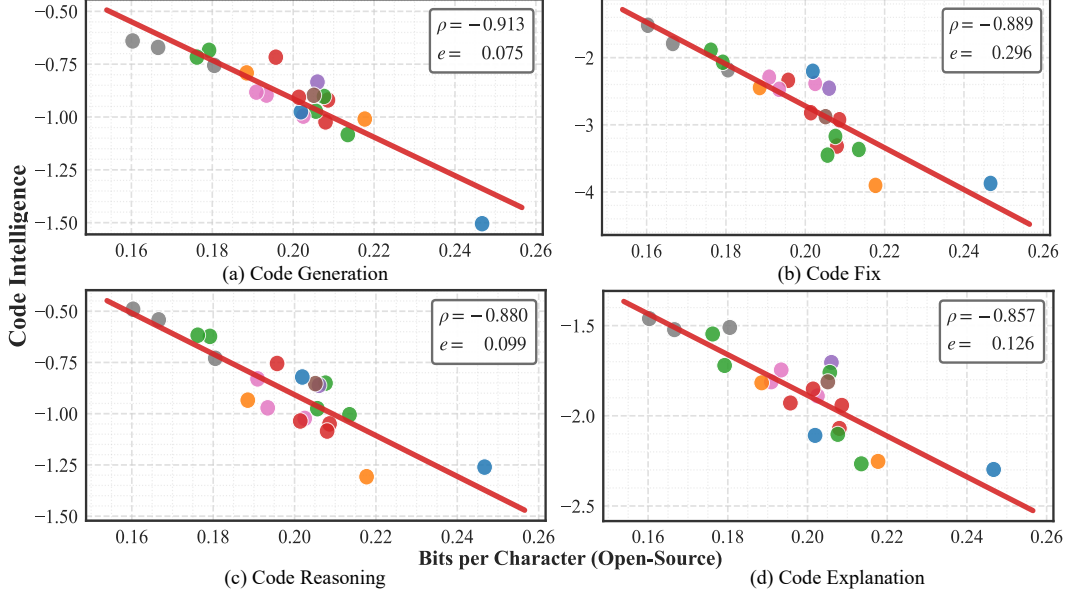 Code Intelligence
−0.50
−0.75
−1.00
−1.25
−1.50
ρ = −0.913
e = 0.075
0.16 0.18 0.20 0.22 0.24 0.26
(a) Code Generation
−2
−3
−4
ρ = −0.889
e = 0.296
0.16 0.18 0.20 0.22 0.24 0.26
(b) Code Fix
−0.50
−0.75
−1.00
−1.25
−1.50
ρ = −0.880
e = 0.099
0.16 0.18 0.20 0.22 0.24 0.26
(c) Code Reasoning
−1.5
−2.0
−2.5
ρ = −0.857
e = 0.126
0.16 0.18 0.20 0.22 0.24 0.26
(d) Code Explanation
Bits per Character (Open-Source)